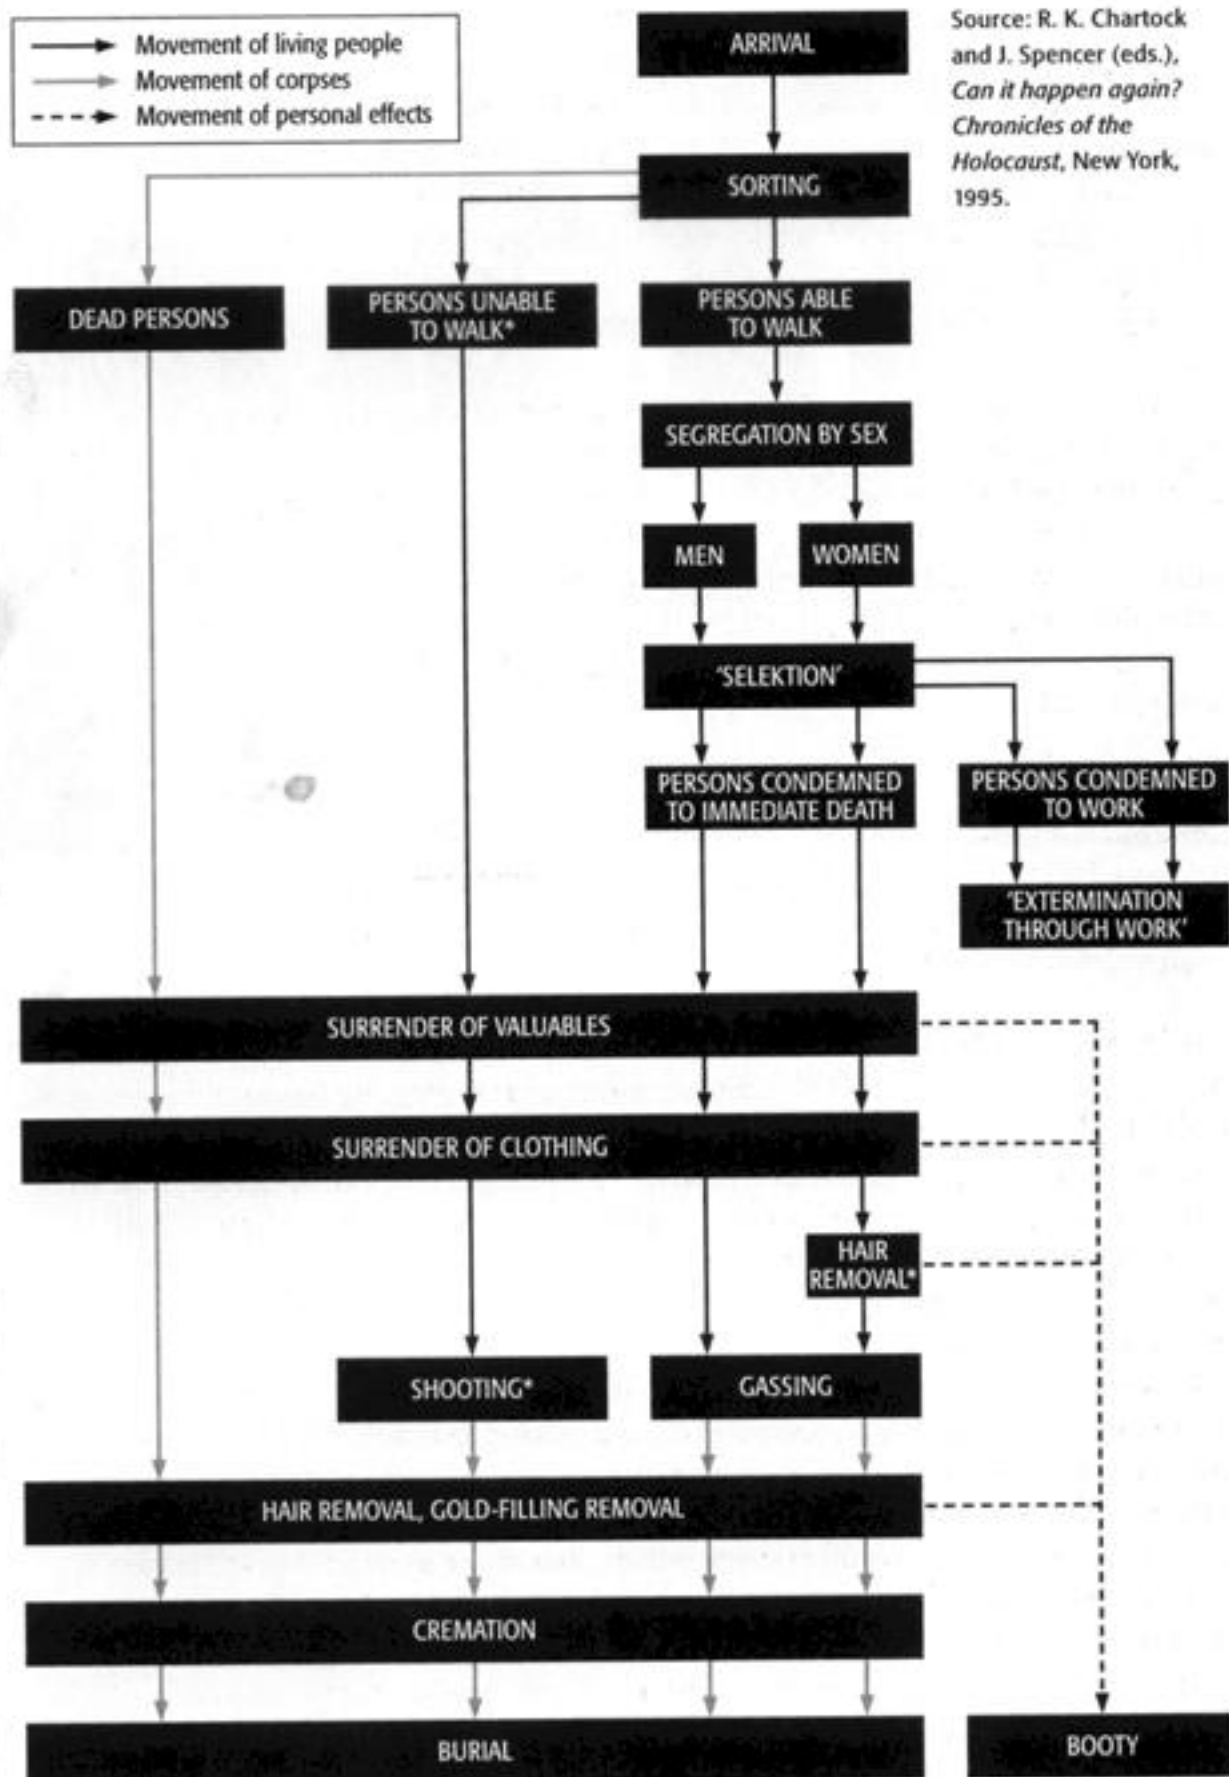 Movement of living people
Movement of corpses
Movement of personal effects
ARRIVAL
Source: R. K. Chartock
and J. Spencer (eds.),
Can it happen again?
Chronicles of the
Holocaust, New York,
1995.
SORTING
DEAD PERSONS
PERSONS UNABLE
TO WALK*
PERSONS ABLE
TO WALK
SEGREGATION BY SEX
MEN
WOMEN
'SELEKTION'
PERSONS CONDEMNED
TO IMMEDIATE DEATH
PERSONS CONDEMNED
TO WORK
'EXTERMINATION
THROUGH WORK'
SURRENDER OF VALUABLES
SURRENDER OF CLOTHING
HAIR
REMOVAL*
SHOOTING*
GASSING
HAIR REMOVAL, GOLD-FILLING REMOVAL
CREMATION
BURIAL
BOOTY